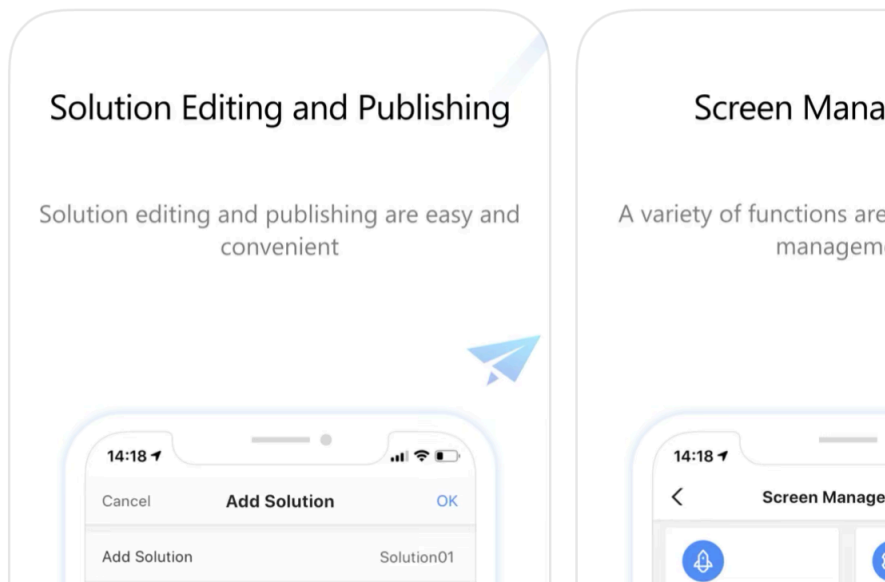 Solution Editing and Publishing
Solution editing and publishing are easy and
convenient
14:18
Cancel
Add Solution
OK
Add Solution
Solution01
Screen Mana
A variety of functions are
managem
14:18
Screen Manage